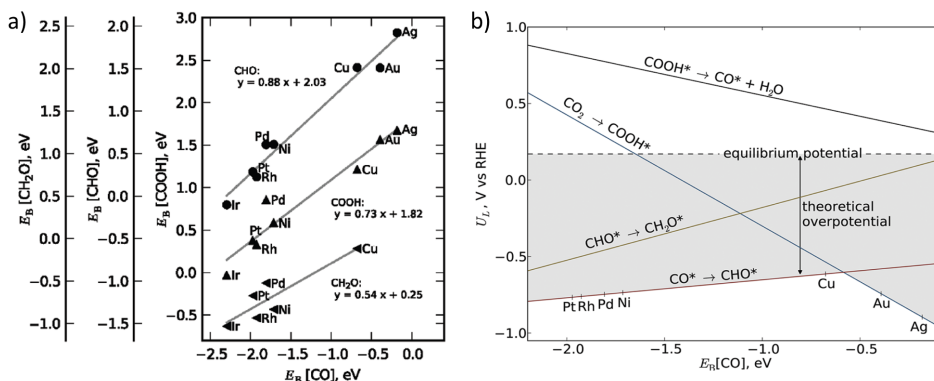 a)
E_B [CH₂O], eV
2.5
2.0
1.5
1.0
0.5
0.0
−0.5
−1.0
E_B [CHO], eV
2.0
1.5
1.0
0.5
0.0
−0.5
−1.0
−1.5
E_B [COOH], eV
3.0
2.5
2.0
1.5
1.0
0.5
0.0
−0.5
CHO:
y = 0.88 x + 2.03
Ag
Cu
Au
Pd
Ni
Pt
Rh
Ir
COOH:
y = 0.73 x + 1.82
Ag
Au
Cu
Pd
Ni
Pt
Rh
Ir
CH₂O:
y = 0.54 x + 0.25
Cu
Pd
Pt
Ni
Rh
Ir
−2.5 −2.0 −1.5 −1.0 −0.5 0.0
E_B [CO], eV
b)
U_L, V vs RHE
1.0
0.5
0.0
−0.5
−1.0
COOH* → CO* + H₂O
CO₂ → COOH*
equilibrium potential
theoretical
overpotential
CHO* → CH₂O*
CO* → CHO*
Pt Rh Pd Ni
Cu
Au
Ag
−2.0 −1.5 −1.0 −0.5
E_B[CO], eV